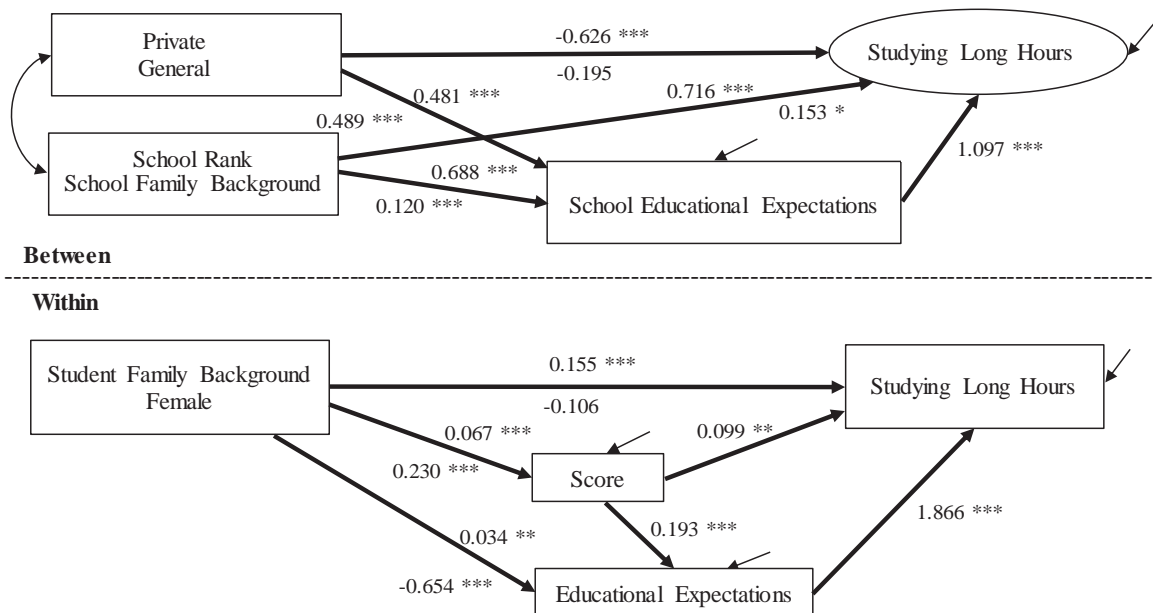 Private
General
-0.626 ***
-0.195
Studying Long Hours
0.481 ***
0.489 ***
0.716 ***
0.153 *
School Rank
School Family Background
0.688 ***
0.120 ***
School Educational Expectations
1.097 ***
Between
Within
Student Family Background
Female
0.155 ***
-0.106
Studying Long Hours
0.067 ***
0.230 ***
0.099 **
Score
0.193 ***
1.866 ***
0.034 **
-0.654 ***
Educational Expectations